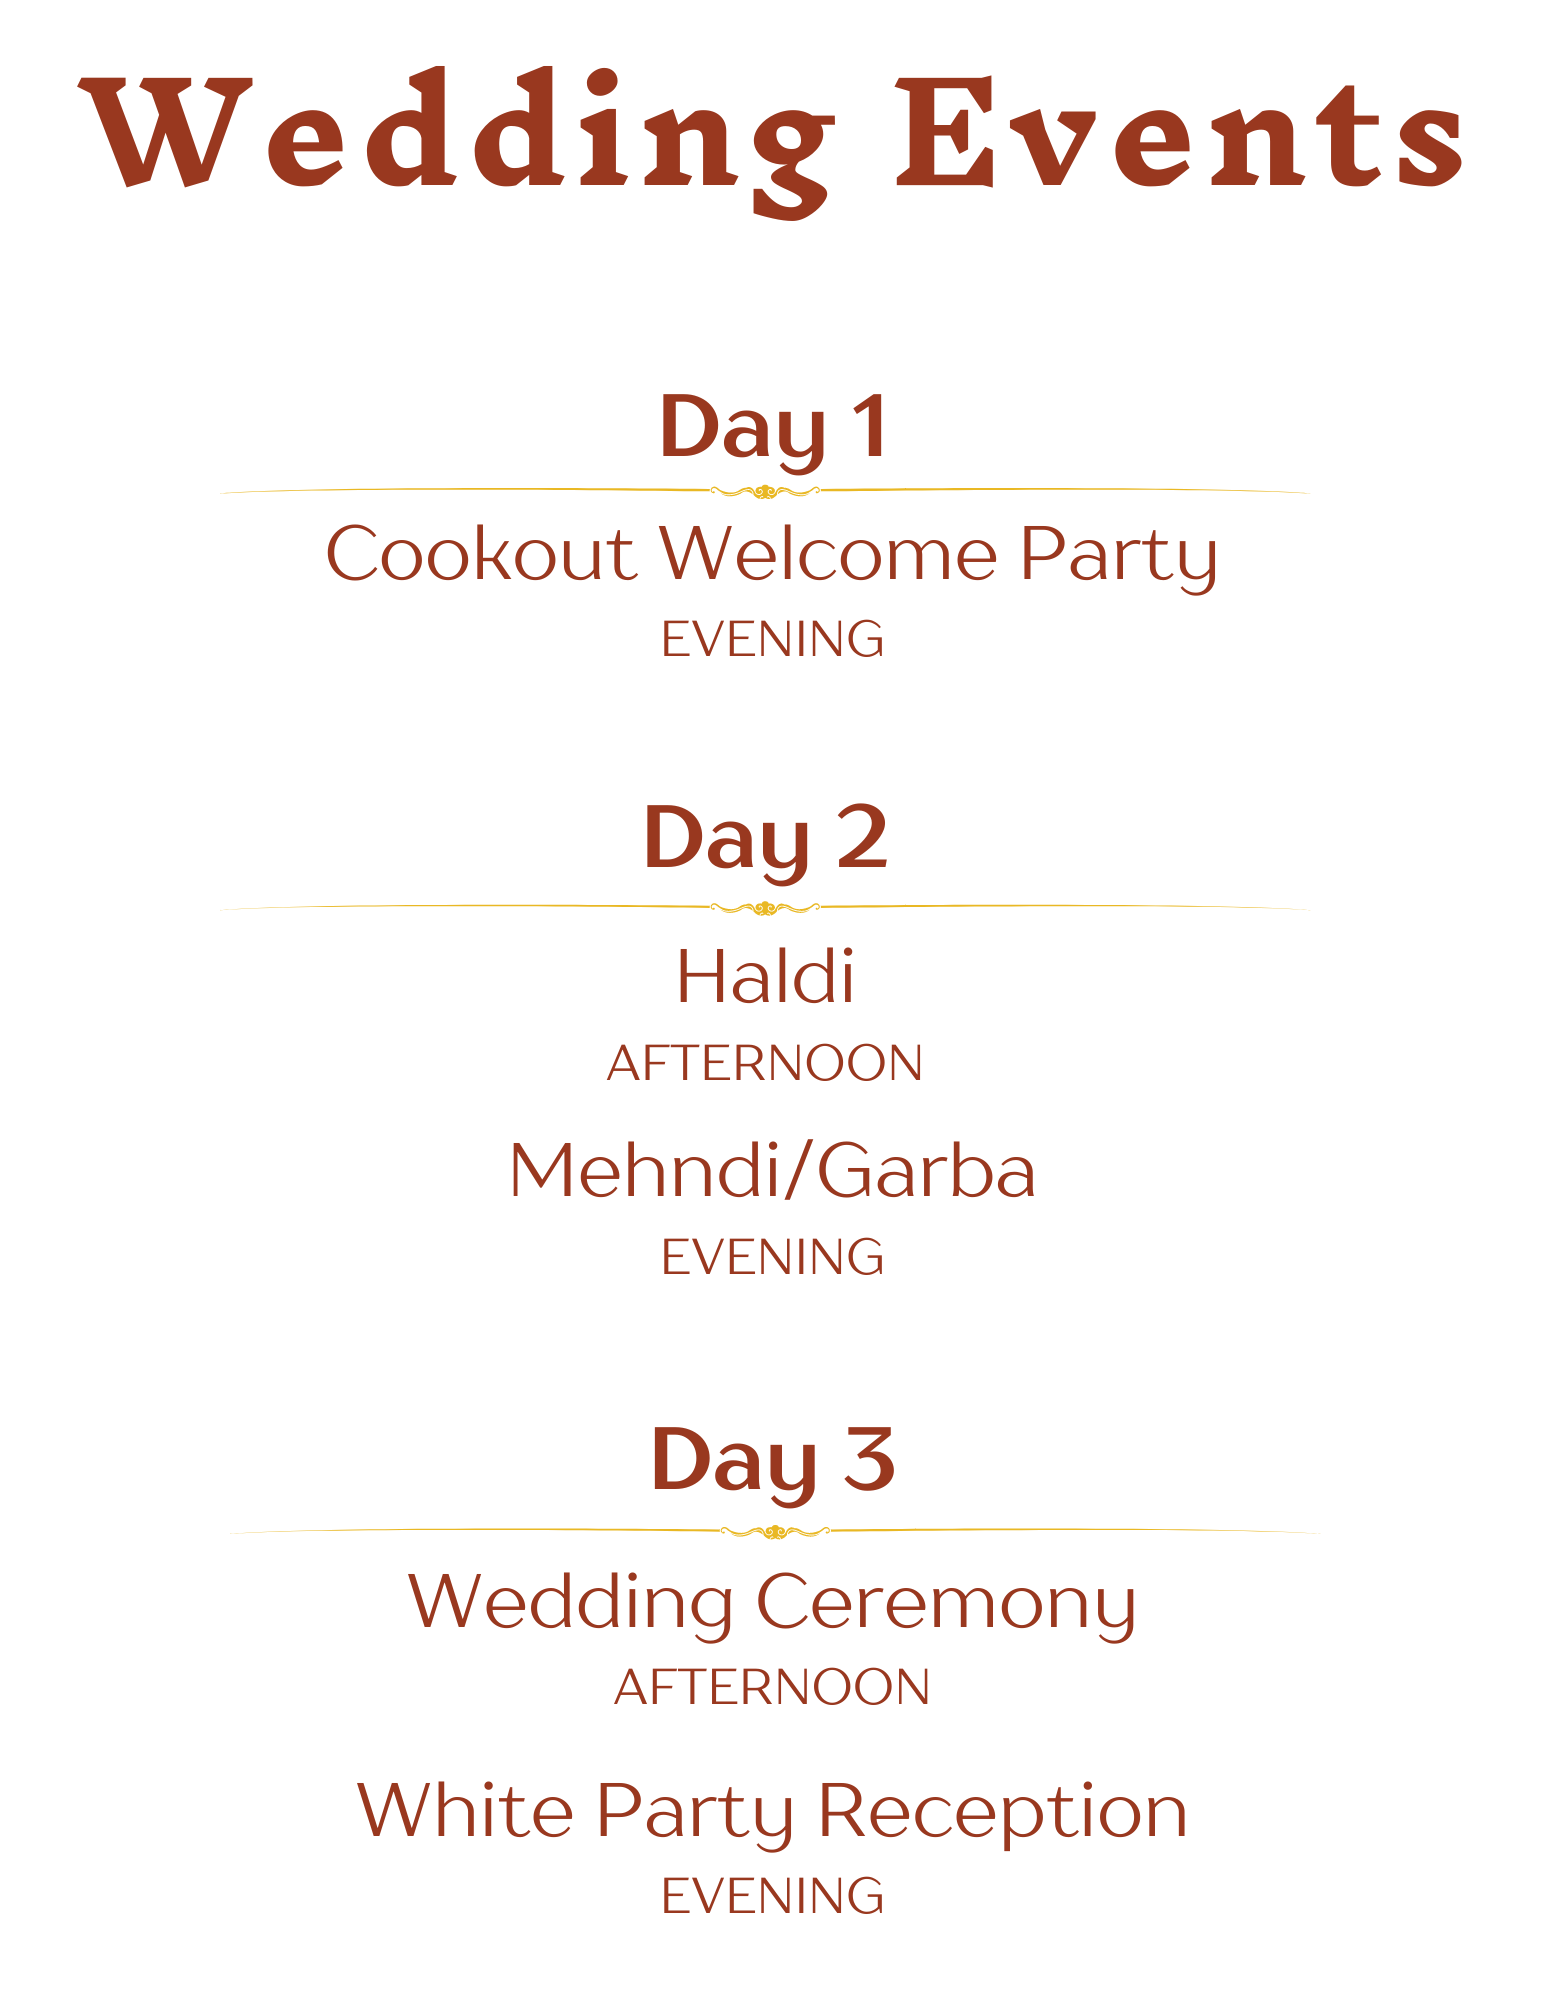 Wedding Events
Day 1
Cookout Welcome Party
EVENING
Day 2
Haldi
AFTERNOON
Mehndi/Garba
EVENING
Day 3
Wedding Ceremony
AFTERNOON
White Party Reception
EVENING